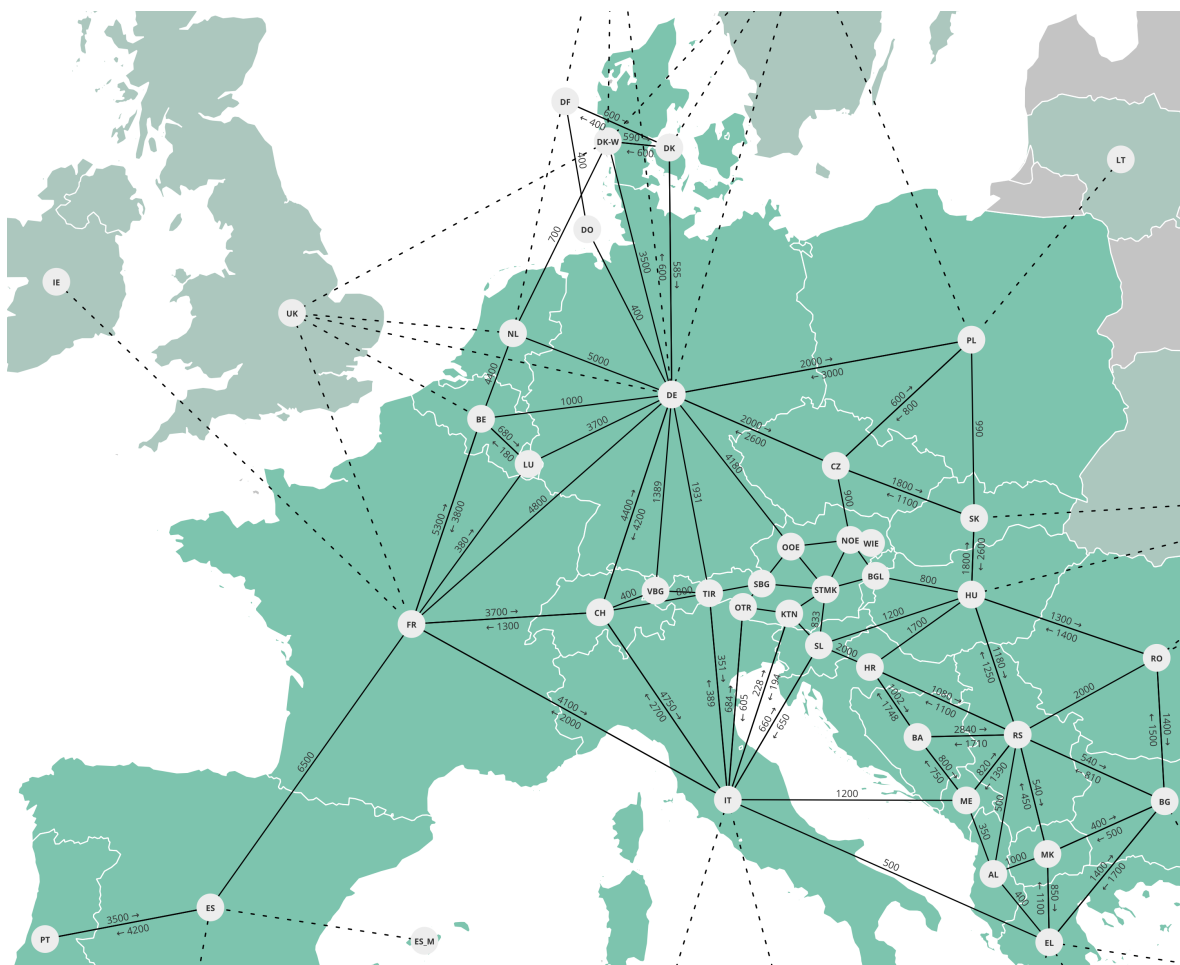 DF
600 →
← 400
DK-W
590 →
← 600
DK
400
LT
DO
700
IE
3500
← 600
585 →
UK
400
NL
PL
5000
2000 →
← 3000
4400
DE
600 →
← 800
1000
BE
680 →
← 180
3700
2000 →
← 2600
990
LU
4180
CZ
1800 →
← 1100
4800
1389
1931
900
5300 →
← 3800
4400 →
← 4200
SK
380 →
OOE
NOE
WIE
1800 →
← 2600
BGL
800
SBG
STMK
VBG
400
800
TIR
HU
OTR
KTN
CH
3700 →
← 1300
FR
833
1200
1700
1300 →
← 1400
SL
2000
HR
RO
351 →
← 389
684 →
← 605
228 →
← 194
660 →
← 650
1180 →
← 1250
1002 →
← 1748
1080 →
← 1100
2000
4750 →
← 2700
4100 →
← 2000
BA
2840 →
← 1710
RS
1400 →
← 1500
6500
800 →
← 750
820 →
← 1390
540 →
← 810
IT
1200
ME
500
540 →
← 450
BG
350
400 →
← 500
1000
MK
AL
500
1400 →
← 1700
400
850 →
← 1100
ES
3500 →
← 4200
PT
ES_M
EL